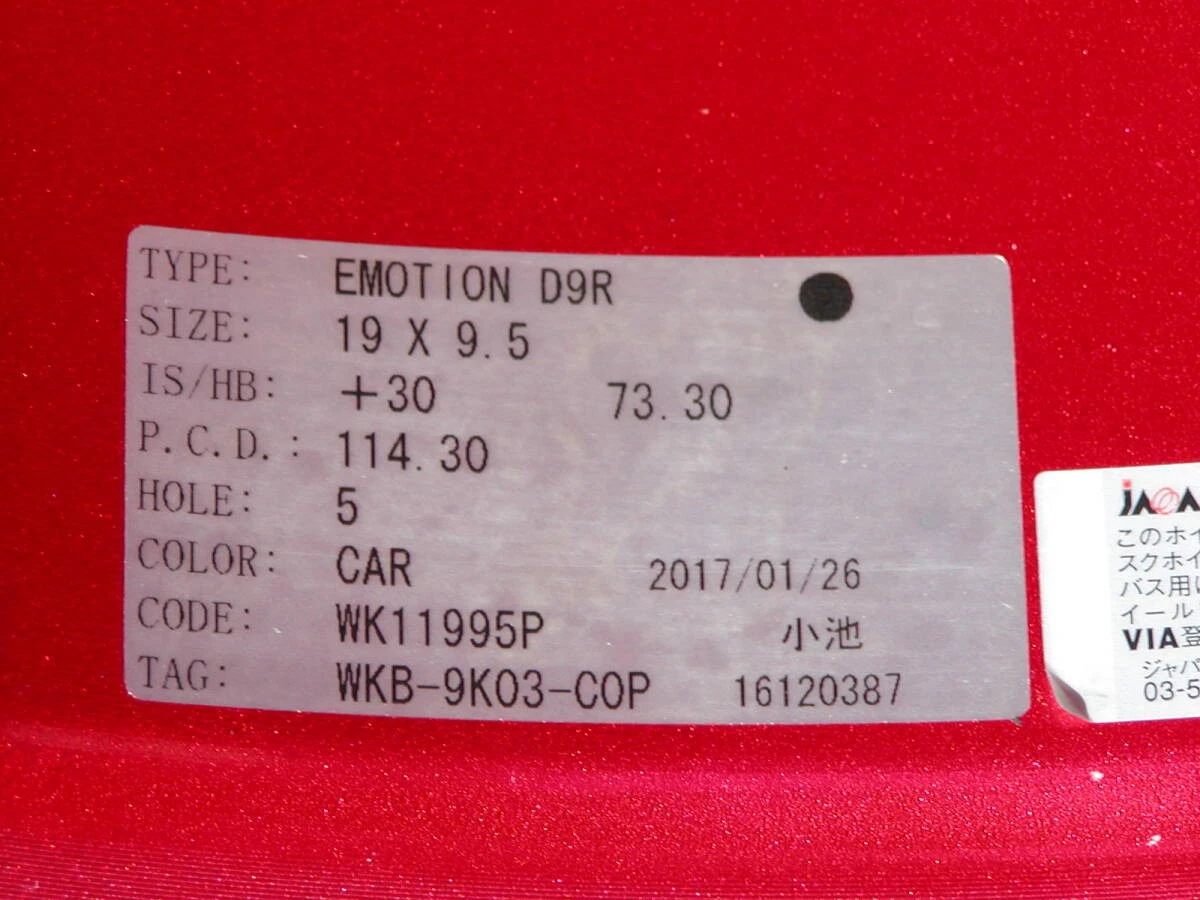 TYPE: EMOTION D9R
SIZE: 19 X 9.5
IS/HB: +30 73.30
P.C.D.: 114.30
HOLE: 5
COLOR: CAR 2017/01/26
CODE: WK11995P 小池
TAG: WKB-9K03-COP 16120387
JAWA
このホイ
スクホイ
バス用に
イール
VIA登
ジャパ
03-5